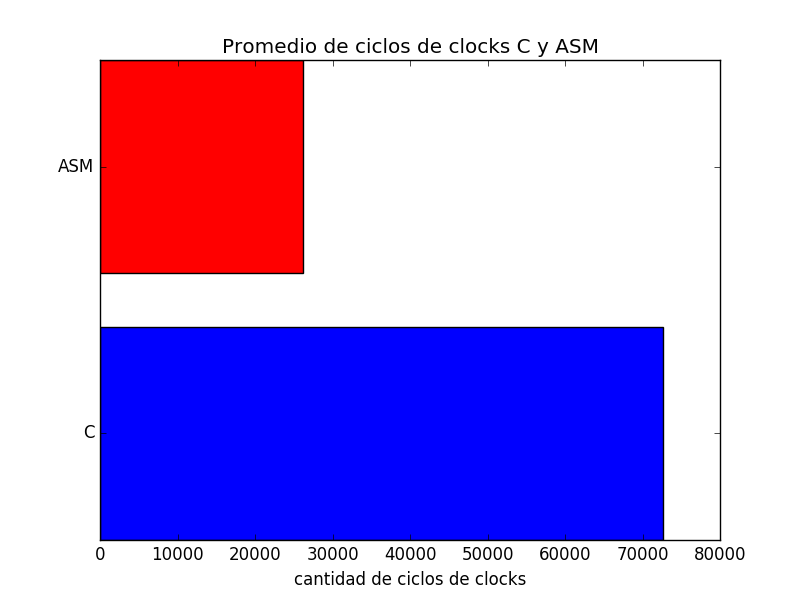 Promedio de ciclos de clocks C y ASM
ASM
C
0 10000 20000 30000 40000 50000 60000 70000 80000
cantidad de ciclos de clocks